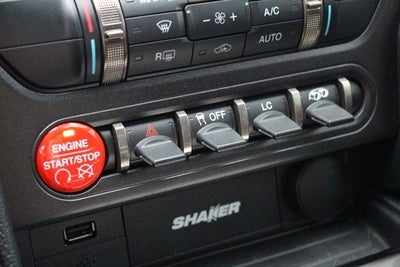 A/C
R
AUTO
ENGINE
START/STOP
OFF
LC
SHAKER